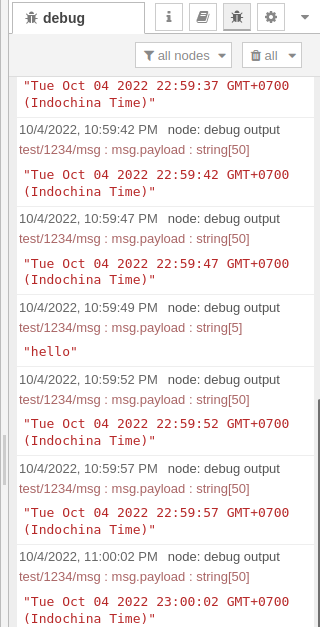 debug
all nodes
all
"Tue Oct 04 2022 22:59:37 GMT+0700
(Indochina Time)"
10/4/2022, 10:59:42 PM node: debug output
test/1234/msg : msg.payload : string[50]
"Tue Oct 04 2022 22:59:42 GMT+0700
(Indochina Time)"
10/4/2022, 10:59:47 PM node: debug output
test/1234/msg : msg.payload : string[50]
"Tue Oct 04 2022 22:59:47 GMT+0700
(Indochina Time)"
10/4/2022, 10:59:49 PM node: debug output
test/1234/msg : msg.payload : string[5]
"hello"
10/4/2022, 10:59:52 PM node: debug output
test/1234/msg : msg.payload : string[50]
"Tue Oct 04 2022 22:59:52 GMT+0700
(Indochina Time)"
10/4/2022, 10:59:57 PM node: debug output
test/1234/msg : msg.payload : string[50]
"Tue Oct 04 2022 22:59:57 GMT+0700
(Indochina Time)"
10/4/2022, 11:00:02 PM node: debug output
test/1234/msg : msg.payload : string[50]
"Tue Oct 04 2022 23:00:02 GMT+0700
(Indochina Time)"